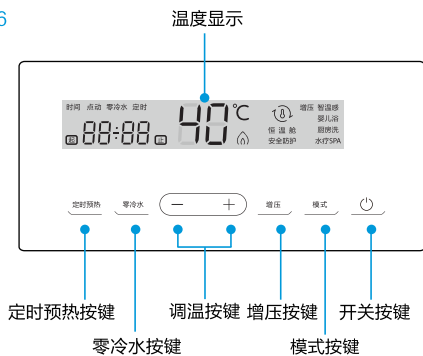 6
温度显示
时间 点动 零冷水 定时
起 88:88 止
40 ℃
恒温舱
安全防护
增压 智温感
婴儿浴
厨房洗
水疗SPA
定时预热 零冷水 − + 增压 模式
定时预热按键 调温按键 增压按键 开关按键
零冷水按键 模式按键